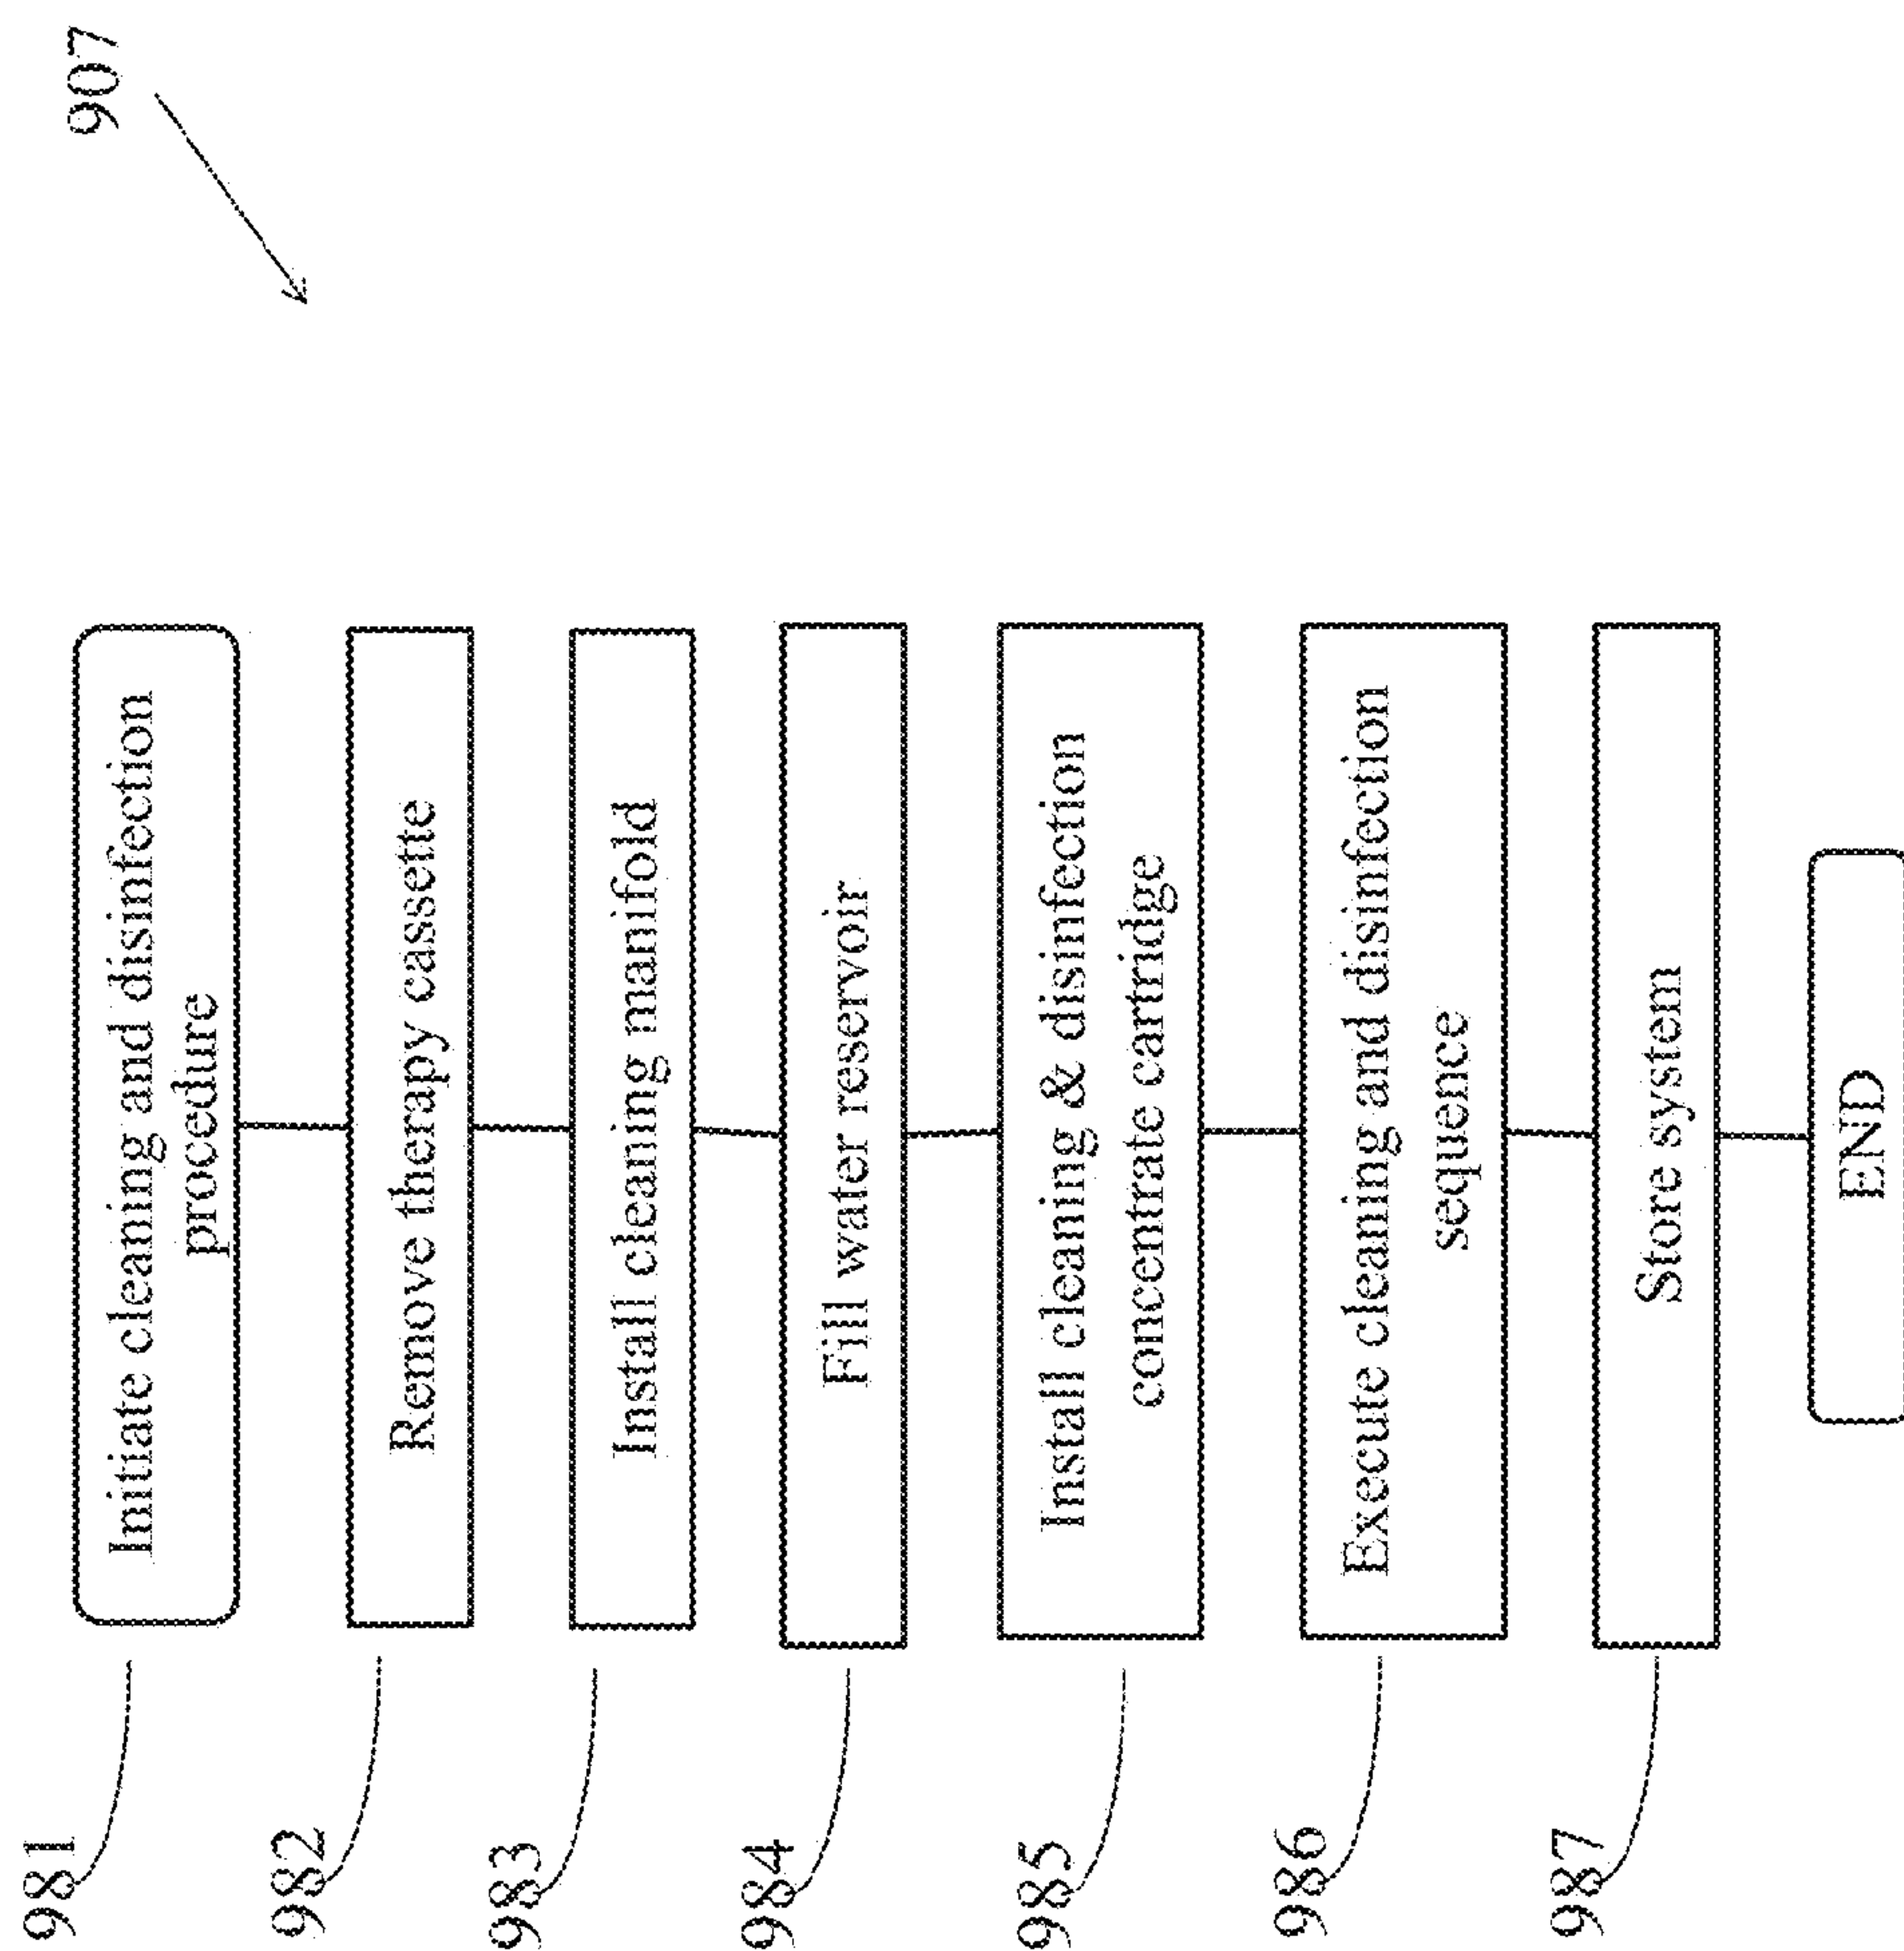 907
981
Initiate cleaning and disinfection
procedure
982
Remove therapy cassette
983
Install cleaning manifold
984
Fill water reservoir
985
Install cleaning & disinfection
concentrate cartridge
986
Execute cleaning and disinfection
sequence
987
Store system
END